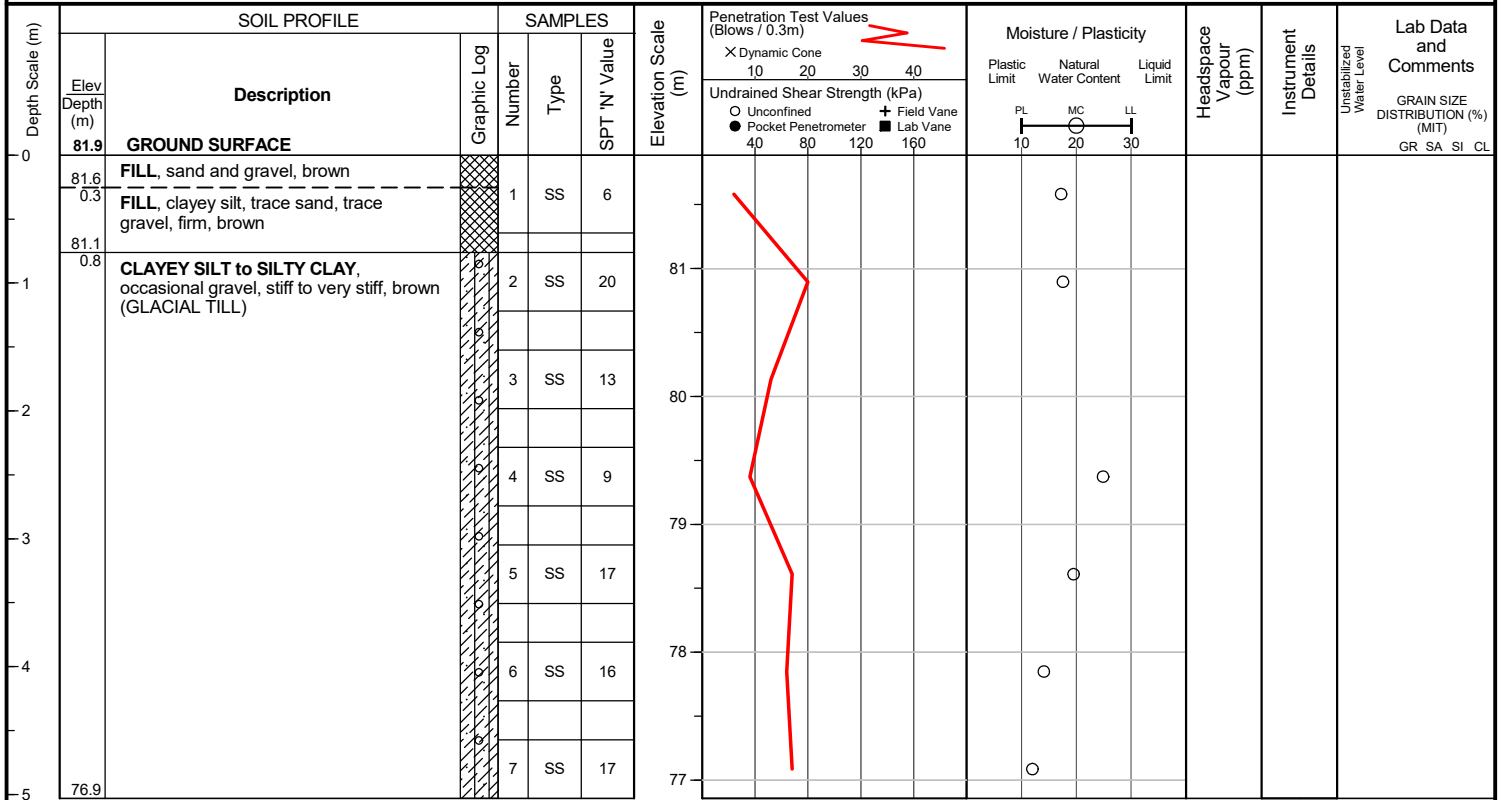 SOIL PROFILE
SAMPLES
Depth Scale (m)
Elev
Depth
(m)
Description
Graphic Log
Number
Type
SPT 'N' Value
Elevation Scale
(m)
Penetration Test Values
(Blows / 0.3m)
X Dynamic Cone
10 20 30 40
Undrained Shear Strength (kPa)
Unconfined
Field Vane
Pocket Penetrometer
Lab Vane
40 80 120 160
Moisture / Plasticity
Plastic
Limit
Natural
Water Content
Liquid
Limit
PL MC LL
10 20 30
Headspace
Vapour
(ppm)
Instrument
Details
Unstabilized
Water Level
Lab Data
and
Comments
GRAIN SIZE
DISTRIBUTION (%)
(MIT)
GR SA SI CL
81.9 GROUND SURFACE
0
FILL, sand and gravel, brown
81.6
0.3
FILL, clayey silt, trace sand, trace
gravel, firm, brown
1 SS 6
81.1
0.8
CLAYEY SILT to SILTY CLAY,
occasional gravel, stiff to very stiff, brown
(GLACIAL TILL)
81
1
2 SS 20
3 SS 13
80
2
4 SS 9
79
3
5 SS 17
78
4
6 SS 16
7 SS 17
77
76.9
5